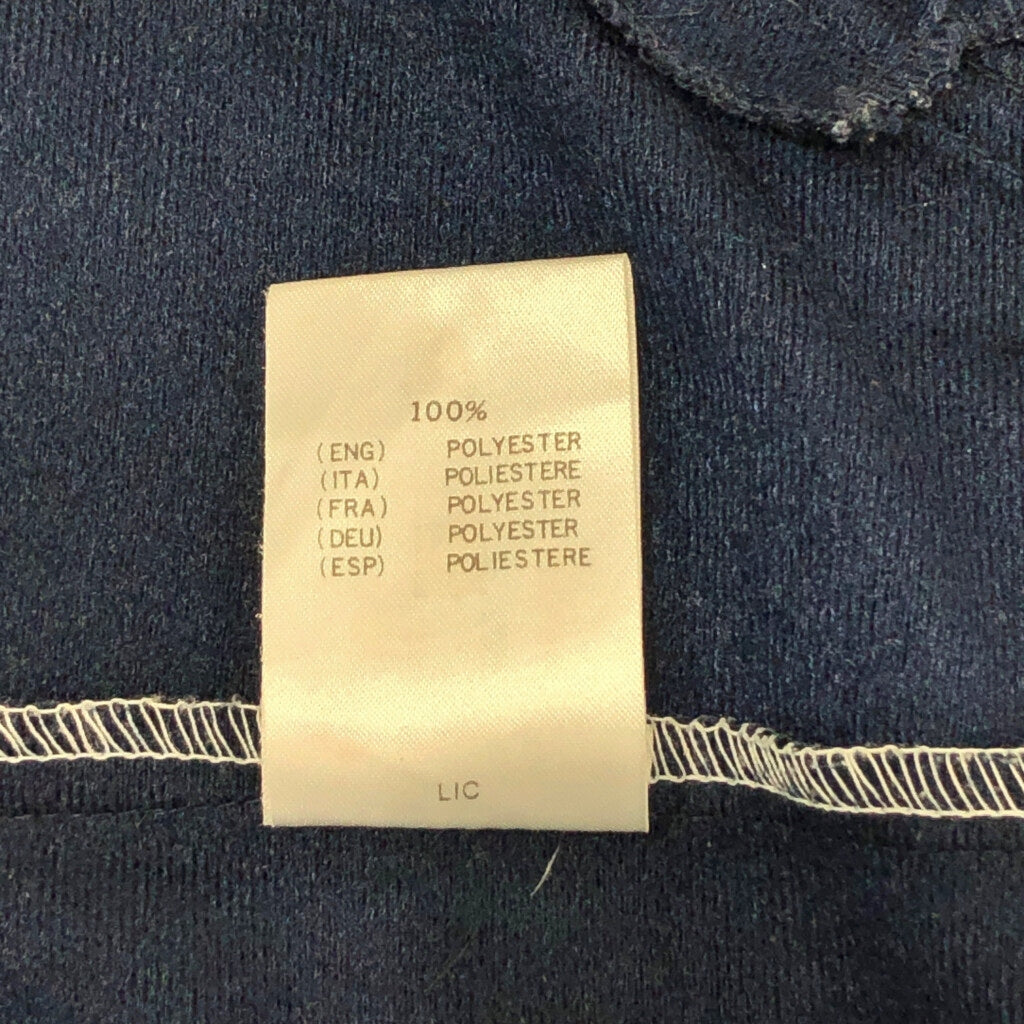 100%
(ENG) POLYESTER
(ITA) POLIESTERE
(FRA) POLYESTER
(DEU) POLYESTER
(ESP) POLIESTERE
LIC